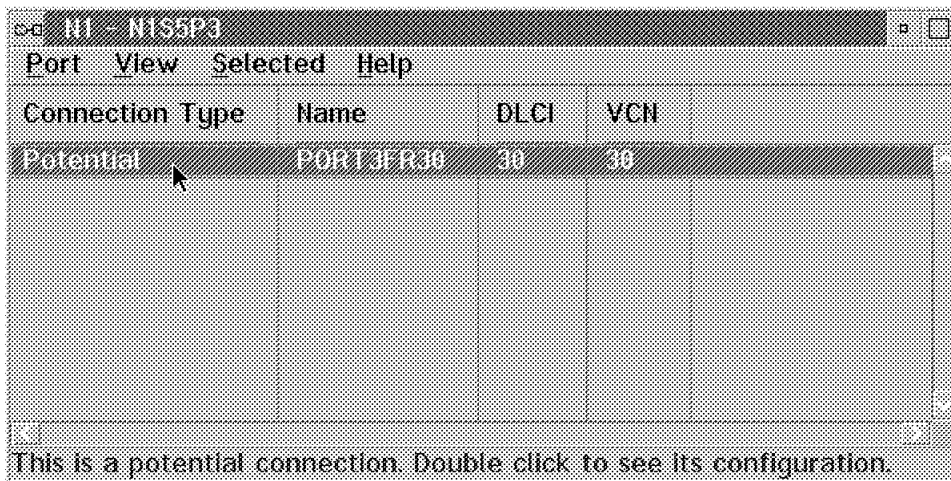 N1 - N1S5P3
Port View Selected Help
Connection Type Name DLCI VCN
Potential PORT3FR30 30 30
This is a potential connection. Double click to see its configuration.